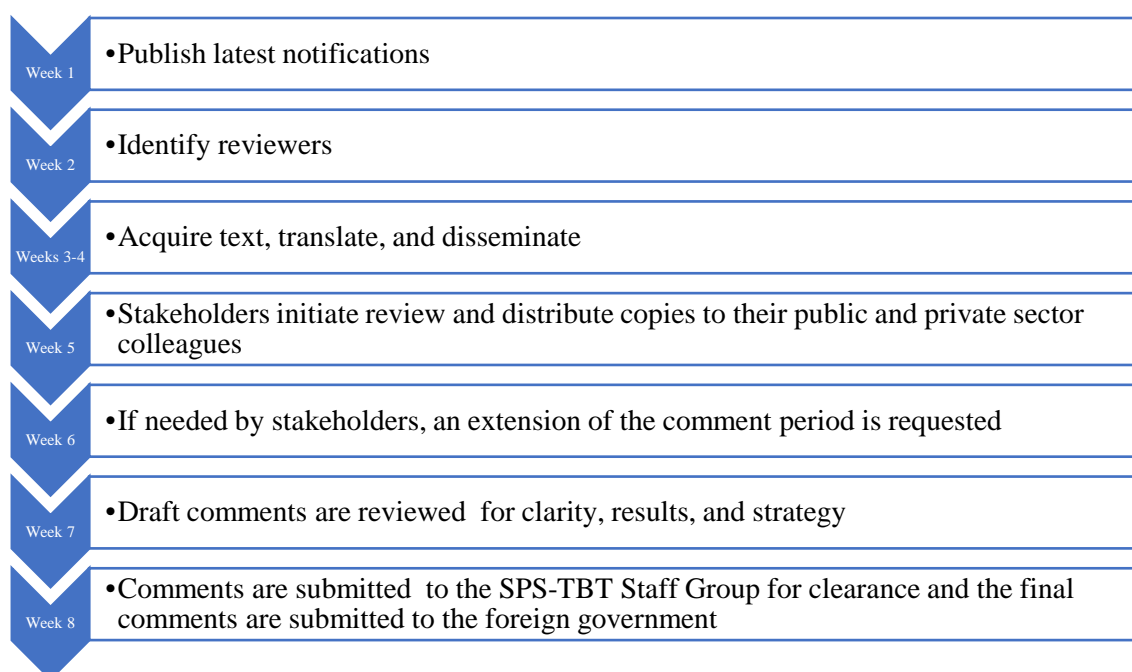 Week 1
•Publish latest notifications
Week 2
•Identify reviewers
Weeks 3-4
•Acquire text, translate, and disseminate
Week 5
•Stakeholders initiate review and distribute copies to their public and private sector
colleagues
Week 6
•If needed by stakeholders, an extension of the comment period is requested
Week 7
•Draft comments are reviewed  for clarity, results, and strategy
Week 8
•Comments are submitted  to the SPS-TBT Staff Group for clearance and the final
comments are submitted to the foreign government